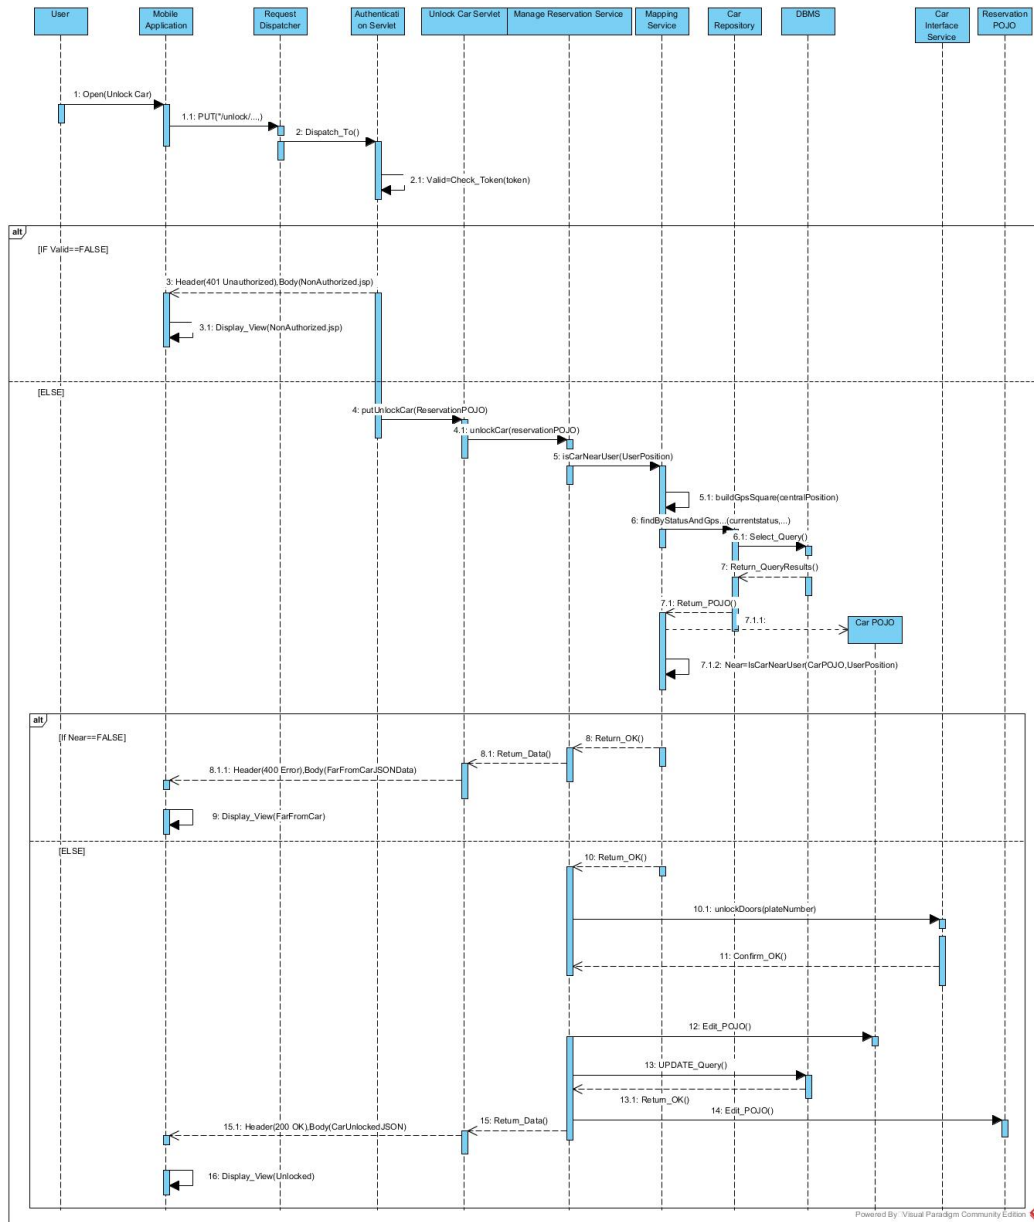 User
Mobile
Application
Request
Dispatcher
Authenticati
on Servlet
Unlock Car Servlet
Manage Reservation Service
Mapping
Service
Car
Repository
DBMS
Car
Interface
Service
Reservation
POJO
1: Open(Unlock Car)
1.1: PUT("/unlock/...,)
2: Dispatch_To()
2.1: Valid=Check_Token(token)
alt
[IF Valid==FALSE]
3: Header(401 Unauthorized),Body(NonAuthorized.jsp)
3.1: Display_View(NonAuthorized.jsp)
[ELSE]
4: putUnlockCar(ReservationPOJO)
4.1: unlockCar(reservationPOJO)
5: isCarNearUser(UserPosition)
5.1: buildGpsSquare(centralPosition)
6: findByStatusAndGps...(currentstatus,...)
6.1: Select_Query()
7: Return_QueryResults()
7.1: Return_POJO()
7.1.1:
Car POJO
7.1.2: Near=IsCarNearUser(CarPOJO,UserPosition)
alt
[If Near==FALSE]
8: Return_OK()
8.1: Return_Data()
8.1.1: Header(400 Error),Body(FarFromCarJSONData)
9: Display_View(FarFromCar)
[ELSE]
10: Return_OK()
10.1: unlockDoors(plateNumber)
11: Confirm_OK()
12: Edit_POJO()
13: UPDATE_Query()
13.1: Return_OK()
14: Edit_POJO()
15: Return_Data()
15.1: Header(200 OK),Body(CarUnlockedJSON)
16: Display_View(Unlocked)
Powered By Visual Paradigm Community Edition